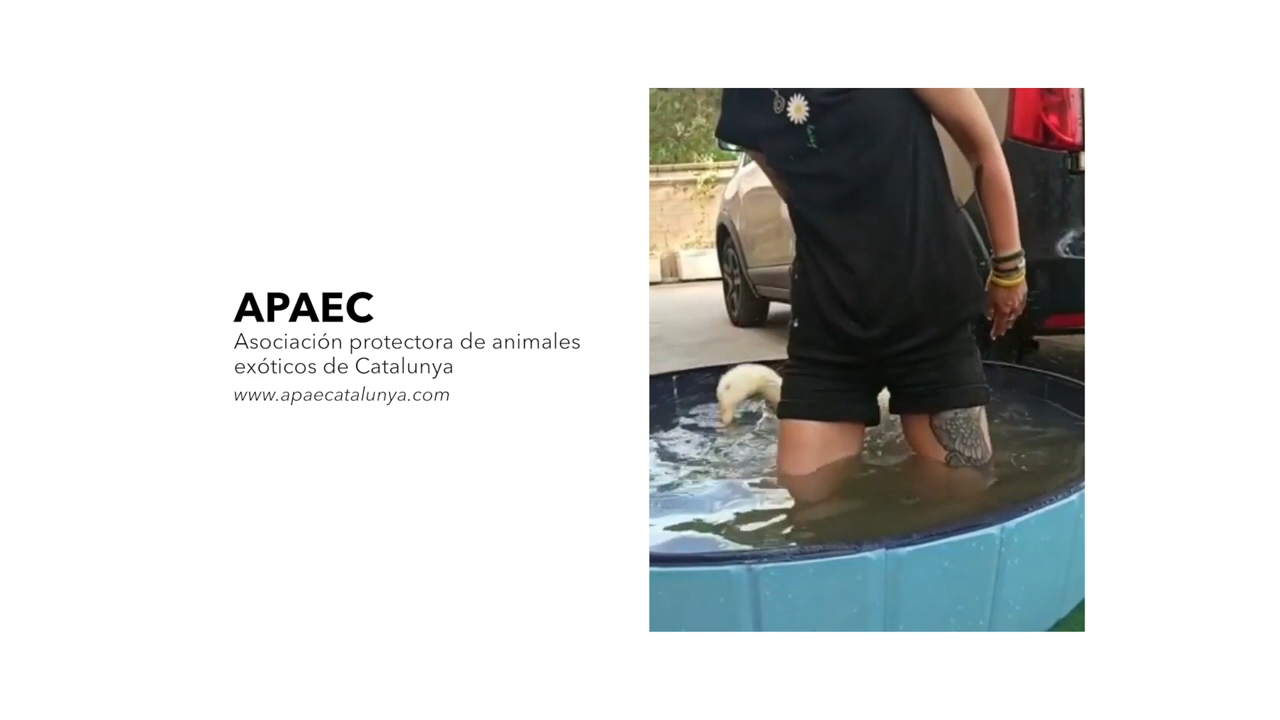 APAEC
Asociación protectora de animales
exóticos de Catalunya
www.apaecatalunya.com